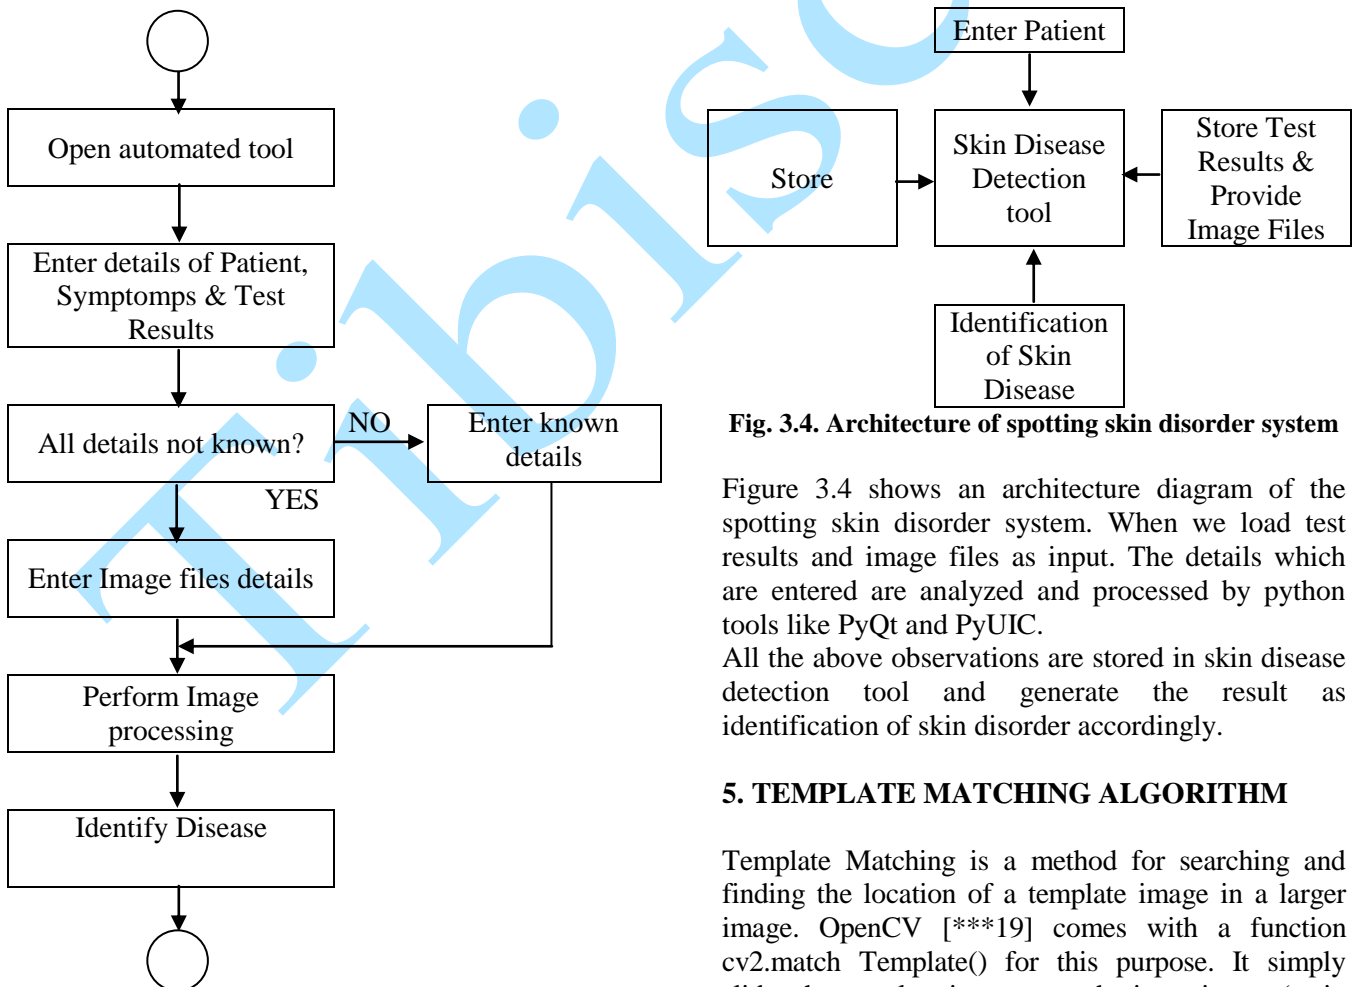 Open automated tool
Enter details of Patient,
Symptomps & Test
Results
All details not known?
NO
Enter known
details
YES
Enter Image files details
Perform Image
processing
Identify Disease
Enter Patient
Store
Skin Disease
Detection
tool
Store Test
Results &
Provide
Image Files
Identification
of Skin
Disease
Fig. 3.4. Architecture of spotting skin disorder system
Figure 3.4 shows an architecture diagram of the
spotting skin disorder system. When we load test
results and image files as input. The details which
are entered are analyzed and processed by python
tools like PyQt and PyUIC.
All the above observations are stored in skin disease
detection tool and generate the result as
identification of skin disorder accordingly.
5. TEMPLATE MATCHING ALGORITHM
Template Matching is a method for searching and
finding the location of a template image in a larger
image. OpenCV [***19] comes with a function
cv2.match Template() for this purpose. It simply
Tibisc